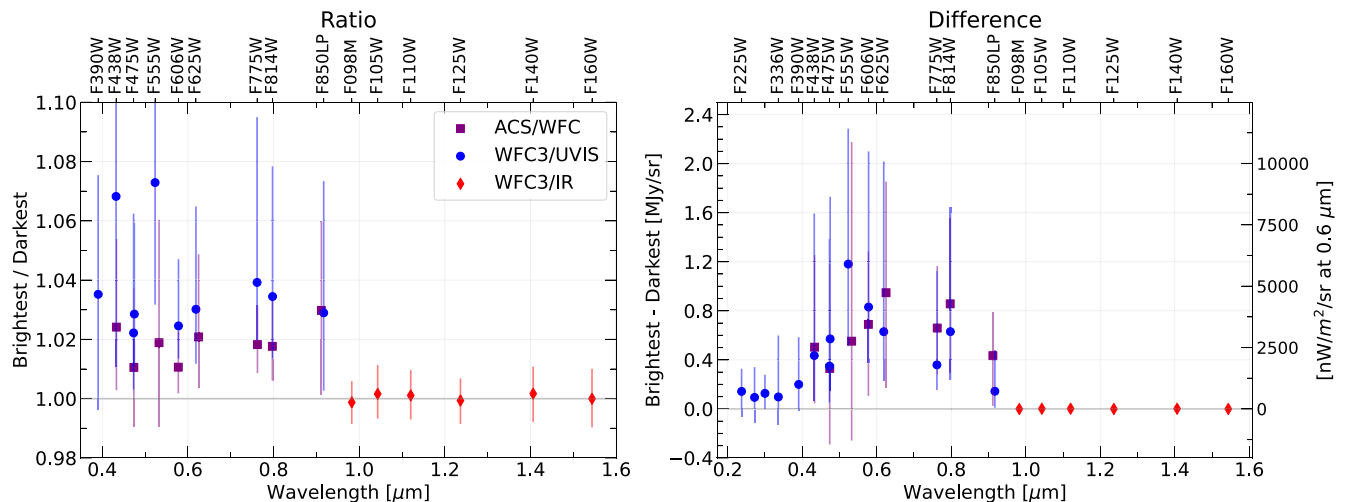 Ratio
F390W
F438W
F475W
F555W
F606W
F625W
F775W
F814W
F850LP
F098M
F105W
F110W
F125W
F140W
F160W
1.10
1.08
1.06
1.04
1.02
1.00
0.98
Brightest / Darkest
ACS/WFC
WFC3/UVIS
WFC3/IR
0.4 0.6 0.8 1.0 1.2 1.4 1.6
Wavelength [μm]
Difference
F225W
F336W
F390W
F438W
F475W
F555W
F606W
F625W
F775W
F814W
F850LP
F098M
F105W
F110W
F125W
F140W
F160W
2.4
2.0
1.6
1.2
0.8
0.4
0.0
−0.4
Brightest - Darkest [MJy/sr]
10000
7500
5000
2500
0
[nW/m²/sr at 0.6 μm]
0.2 0.4 0.6 0.8 1.0 1.2 1.4 1.6
Wavelength [μm]